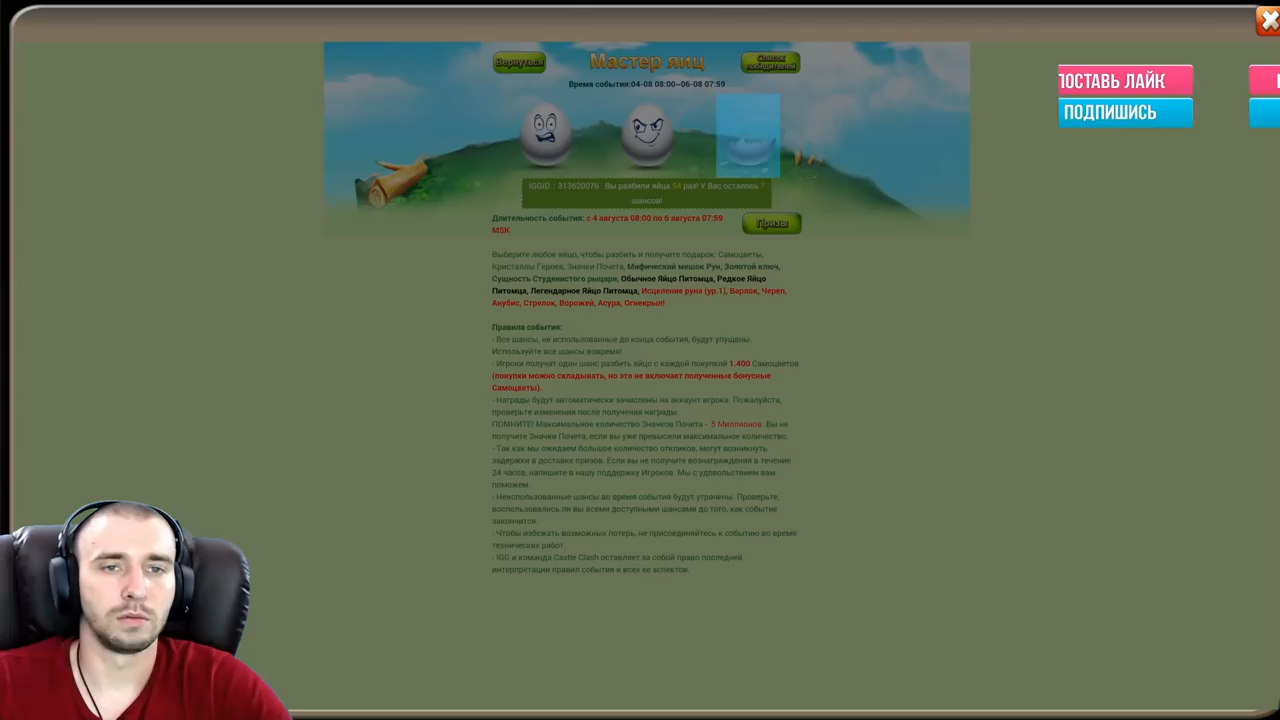 Вернуться
Мастер яиц
Список
победителей
Время события:04-08 08:00~06-08 07:59
ПОСТАВЬ ЛАЙК
ПОДПИШИСЬ
IGGID : 313620076 Вы разбили яйца 94 раз! У Вас осталось 7
шансов!
Длительность события: с 4 августа 08:00 по 6 августа 07:59
MSK
Призы
Выберите любое яйцо, чтобы разбить и получите подарок: Самоцветы,
Кристаллы Героев, Значки Почета, Мифический мешок Рун, Золотой ключ,
Сущность Студенистого рыцаря, Обычное Яйцо Питомца, Редкое Яйцо
Питомца, Легендарное Яйцо Питомца, Исцеление руна (ур.1), Варлок, Череп,
Анубис, Стрелок, Ворожей, Асура, Огнекрыл!
Правила события:
- Все шансы, не использованные до конца события, будут упущены.
Используйте все шансы вовремя!
- Игроки получат один шанс разбить яйцо с каждой покупкой 1.400 Самоцветов
(покупки можно складывать, но это не включает полученные бонусные
Самоцветы).
- Награды будут автоматически зачислены на аккаунт игрока. Пожалуйста,
проверьте изменения после получения награды.
ПОМНИТЕ! Максимальное количество Значков Почета - 5 Миллионов. Вы не
получите Значки Почета, если вы уже превысили максимальное количество.
- Так как мы ожидаем большое количество откликов, могут возникнуть
задержки в доставке призов. Если вы не получите вознаграждения в течение
24 часов, напишите в нашу поддержку Игроков. Мы с удовольствием вам
поможем.
- Неиспользованные шансы во время события будут утрачены. Проверьте,
воспользовались ли вы всеми доступными шансами до того, как событие
закончится.
- Чтобы избежать возможных потерь, не присоединяйтесь к событию во время
технических работ.
- IGG и команда Castle Clash оставляет за собой право последней
интерпретации правил события и всех ее аспектов.